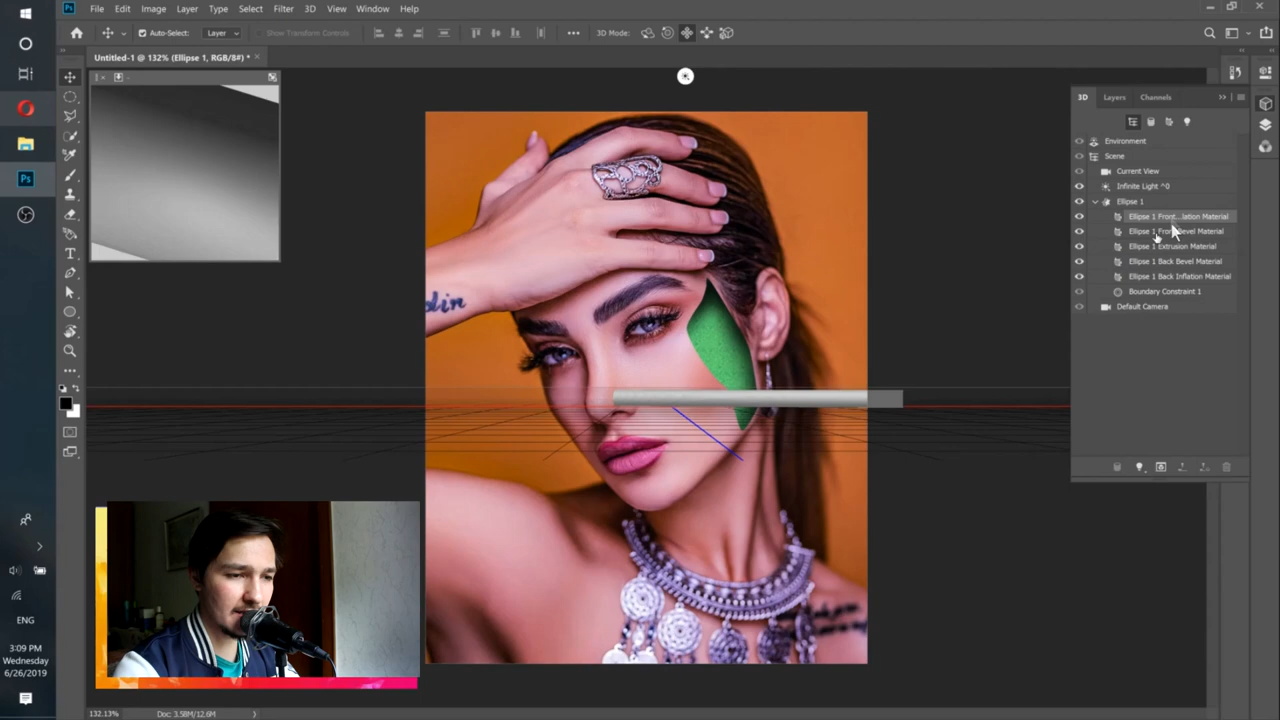 File Edit Image Layer Type Select Filter 3D View Window Help
Auto-Select: Layer Show Transform Controls 3D Mode:
Untitled-1 @ 132% (Ellipse 1, RGB/8#) *
3D Layers Channels
Environment
Scene
Current View
Infinite Light ^0
Ellipse 1
Ellipse 1 Front...lation Material
Ellipse 1 Bevel Material
Ellipse 1 Extrusion Material
Ellipse 1 Back Bevel Material
Ellipse 1 Back Inflation Material
Boundary Constraint 1
Default Camera
Ps
Ps
ENG
3:09 PM
Wednesday
6/26/2019
132.13% Doc: 3.58M/12.6M